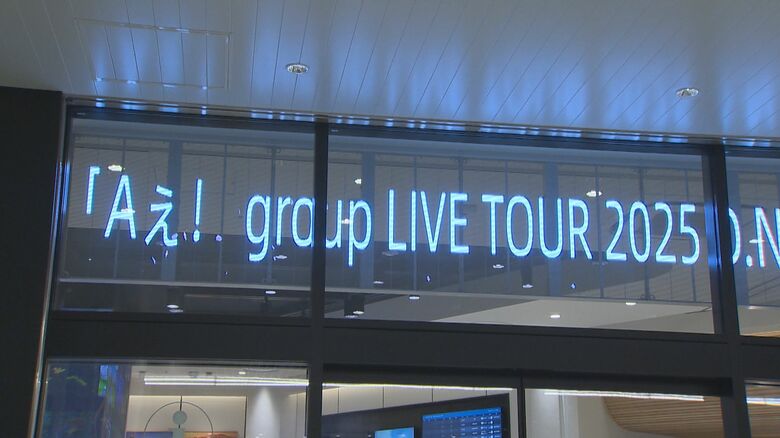 「Aぇ! group LIVE TOUR 2025 D.N